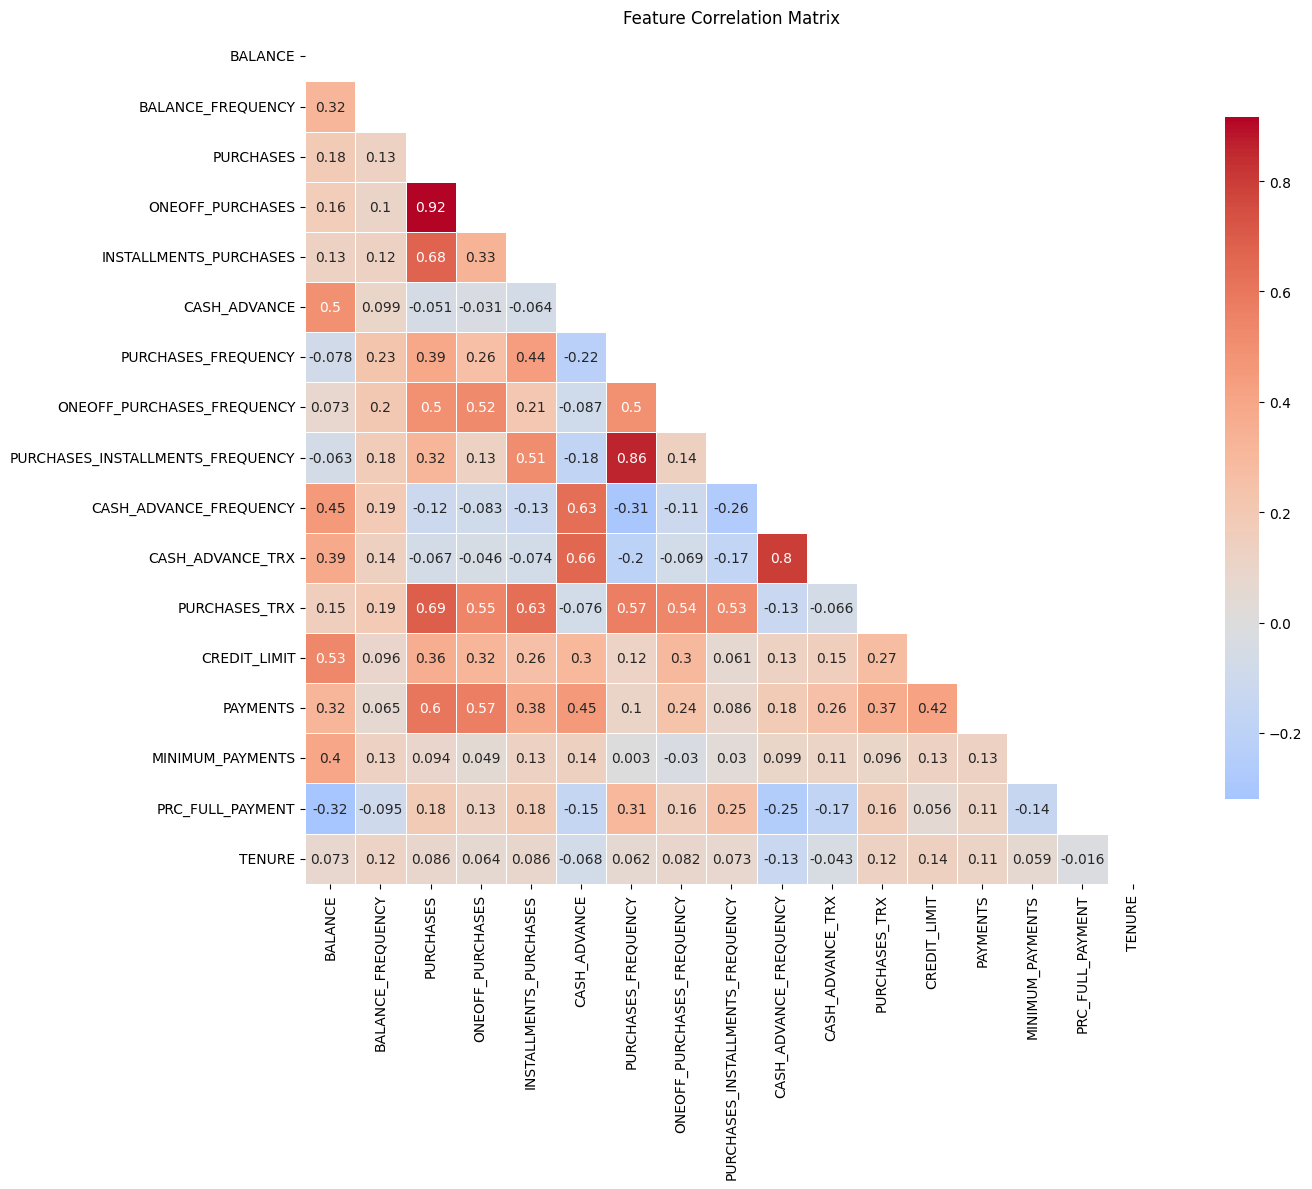 Feature Correlation Matrix
BALANCE
BALANCE_FREQUENCY 0.32
PURCHASES 0.18 0.13
ONEOFF_PURCHASES 0.16 0.1 0.92
INSTALLMENTS_PURCHASES 0.13 0.12 0.68 0.33
CASH_ADVANCE 0.5 0.099 -0.051 -0.031 -0.064
PURCHASES_FREQUENCY -0.078 0.23 0.39 0.26 0.44 -0.22
ONEOFF_PURCHASES_FREQUENCY 0.073 0.2 0.5 0.52 0.21 -0.087 0.5
PURCHASES_INSTALLMENTS_FREQUENCY -0.063 0.18 0.32 0.13 0.51 -0.18 0.86 0.14
CASH_ADVANCE_FREQUENCY 0.45 0.19 -0.12 -0.083 -0.13 0.63 -0.31 -0.11 -0.26
CASH_ADVANCE_TRX 0.39 0.14 -0.067 -0.046 -0.074 0.66 -0.2 -0.069 -0.17 0.8
PURCHASES_TRX 0.15 0.19 0.69 0.55 0.63 -0.076 0.57 0.54 0.53 -0.13 -0.066
CREDIT_LIMIT 0.53 0.096 0.36 0.32 0.26 0.3 0.12 0.3 0.061 0.13 0.15 0.27
PAYMENTS 0.32 0.065 0.6 0.57 0.38 0.45 0.1 0.24 0.086 0.18 0.26 0.37 0.42
MINIMUM_PAYMENTS 0.4 0.13 0.094 0.049 0.13 0.14 0.003 -0.03 0.03 0.099 0.11 0.096 0.13 0.13
PRC_FULL_PAYMENT -0.32 -0.095 0.18 0.13 0.18 -0.15 0.31 0.16 0.25 -0.25 -0.17 0.16 0.056 0.11 -0.14
TENURE 0.073 0.12 0.086 0.064 0.086 -0.068 0.062 0.082 0.073 -0.13 -0.043 0.12 0.14 0.11 0.059 -0.016
BALANCE
BALANCE_FREQUENCY
PURCHASES
ONEOFF_PURCHASES
INSTALLMENTS_PURCHASES
CASH_ADVANCE
PURCHASES_FREQUENCY
ONEOFF_PURCHASES_FREQUENCY
PURCHASES_INSTALLMENTS_FREQUENCY
CASH_ADVANCE_FREQUENCY
CASH_ADVANCE_TRX
PURCHASES_TRX
CREDIT_LIMIT
PAYMENTS
MINIMUM_PAYMENTS
PRC_FULL_PAYMENT
TENURE
0.8
0.6
0.4
0.2
0.0
−0.2